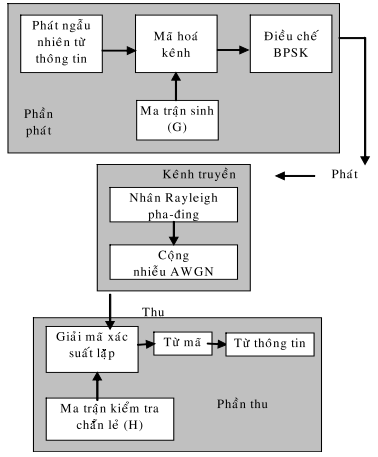 Phát ngẫu
nhiên từ
thông tin
Mã hoá
kênh
Điều chế
BPSK
Ma trận sinh
(G)
Phần
phát
Phát
Kênh truyền
Nhân Rayleigh
pha-đing
Cộng
nhiễu AWGN
Thu
Giải mã xác
suất lặp
Từ mã
Từ thông tin
Ma trận kiểm tra
chẵn lẻ (H)
Phần thu